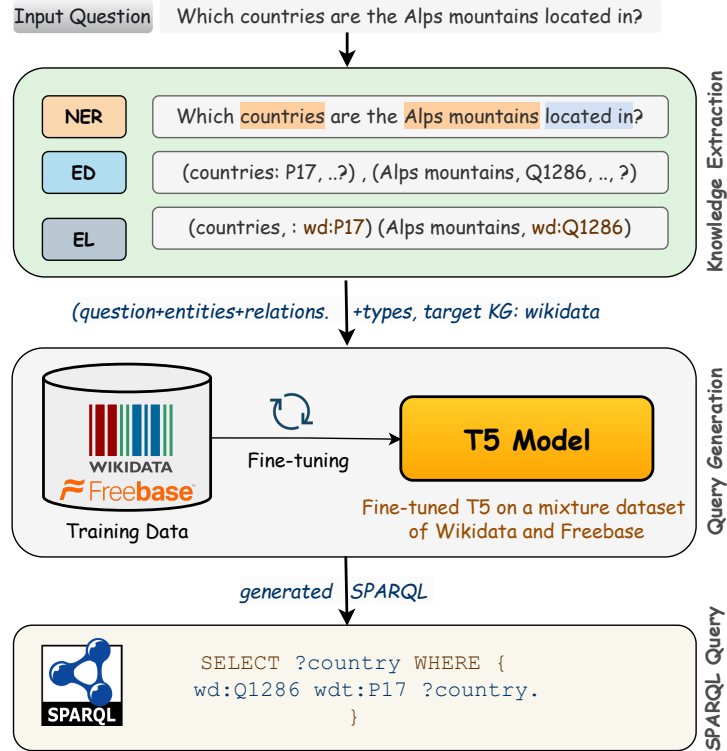 Input Question
Which countries are the Alps mountains located in?
Knowledge Extraction
NER
Which countries are the Alps mountains located in?
ED
(countries: P17, ..?) , (Alps mountains, Q1286, .., ?)
EL
(countries, : wd:P17) (Alps mountains, wd:Q1286)
(question+entities+relations. +types, target KG: wikidata
Query Generation
WIKIDATA
Freebase™
Training Data
Fine-tuning
T5 Model
Fine-tuned T5 on a mixture dataset
of Wikidata and Freebase
generated SPARQL
SPARQL Query
SPARQL
SELECT ?country WHERE {
wd:Q1286 wdt:P17 ?country.
}